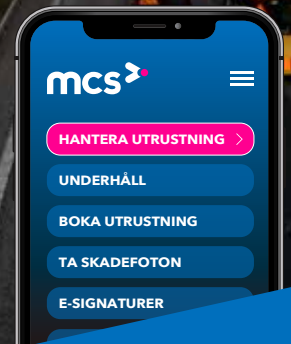 mcs
HANTERA UTRUSTNING
UNDERHÅLL
BOKA UTRUSTNING
TA SKADEFOTON
E-SIGNATURER